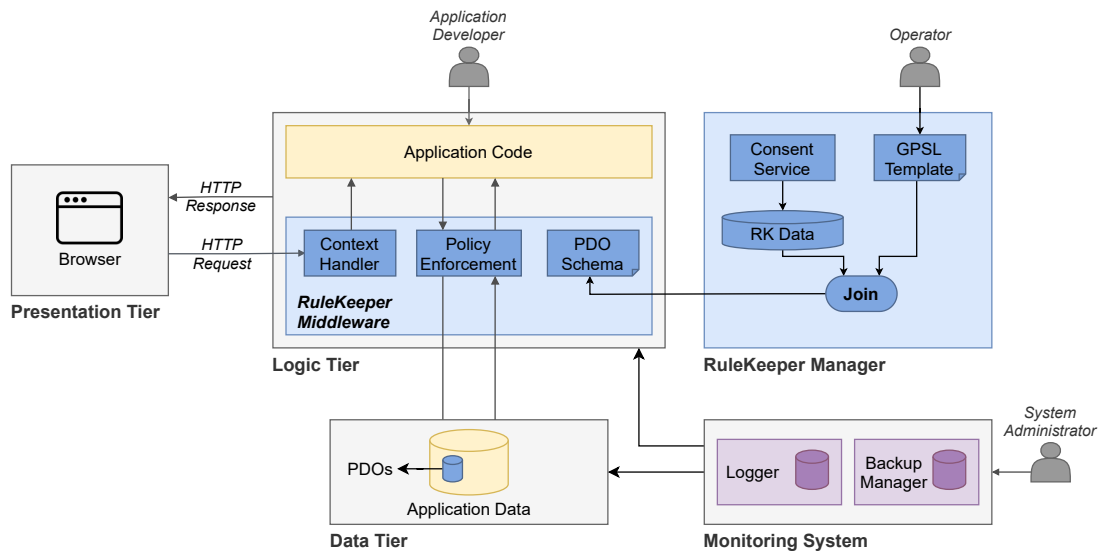 Application
Developer
Operator
Application Code
Consent
Service
GPSL
Template
HTTP
Response
Browser
HTTP
Request
Context
Handler
Policy
Enforcement
PDO
Schema
RK Data
Join
RuleKeeper
Middleware
Presentation Tier
Logic Tier
RuleKeeper Manager
System
Administrator
PDOs
Application Data
Logger
Backup
Manager
Data Tier
Monitoring System